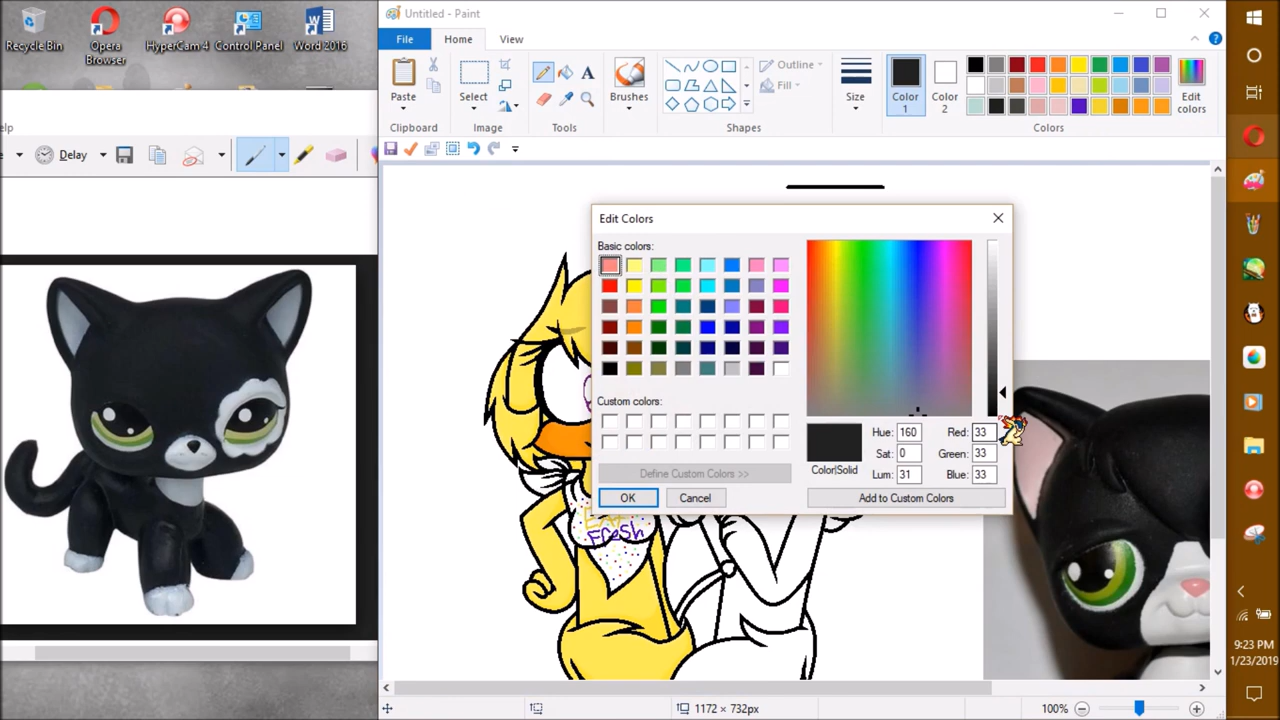 Recycle Bin
Opera Browser
HyperCam 4
Control Panel
Word 2016
elp
Delay
Untitled - Paint
File
Home
View
Paste
Clipboard
Select
Image
Tools
Brushes
Outline
Fill
Shapes
Size
Color 1
Color 2
Edit colors
Colors
Edit Colors
Basic colors:
Custom colors:
Define Custom Colors >>
OK
Cancel
Color|Solid
Hue: 160
Sat: 0
Lum: 31
Red: 33
Green: 33
Blue: 33
Add to Custom Colors
EAT
Fresh
1172 × 732px
100%
9:23 PM
1/23/2019